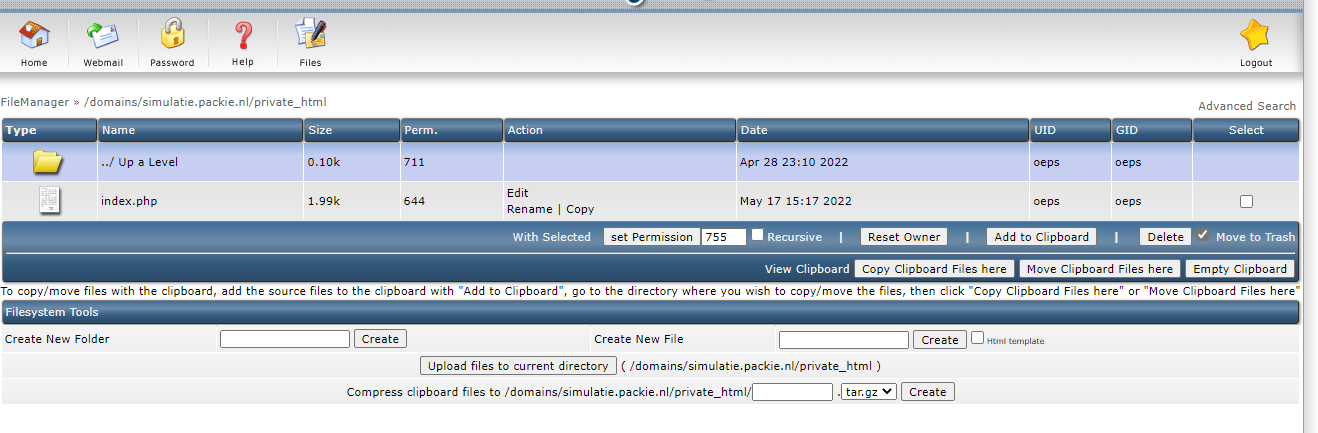 Home Webmail Password Help Files Logout
FileManager » /domains/simulatie.packie.nl/private_html
Advanced Search
Type Name Size Perm. Action Date UID GID Select
../ Up a Level 0.10k 711 Apr 28 23:10 2022 oeps oeps
index.php 1.99k 644 Edit May 17 15:17 2022 oeps oeps
Rename | Copy
With Selected set Permission 755 Recursive | Reset Owner | Add to Clipboard | Delete Move to Trash
View Clipboard Copy Clipboard Files here Move Clipboard Files here Empty Clipboard
To copy/move files with the clipboard, add the source files to the clipboard with "Add to Clipboard", go to the directory where you wish to copy/move the files, then click "Copy Clipboard Files here" or "Move Clipboard Files here"
Filesystem Tools
Create New Folder Create Create New File Create Html template
Upload files to current directory ( /domains/simulatie.packie.nl/private_html )
Compress clipboard files to /domains/simulatie.packie.nl/private_html/ .tar.gz Create